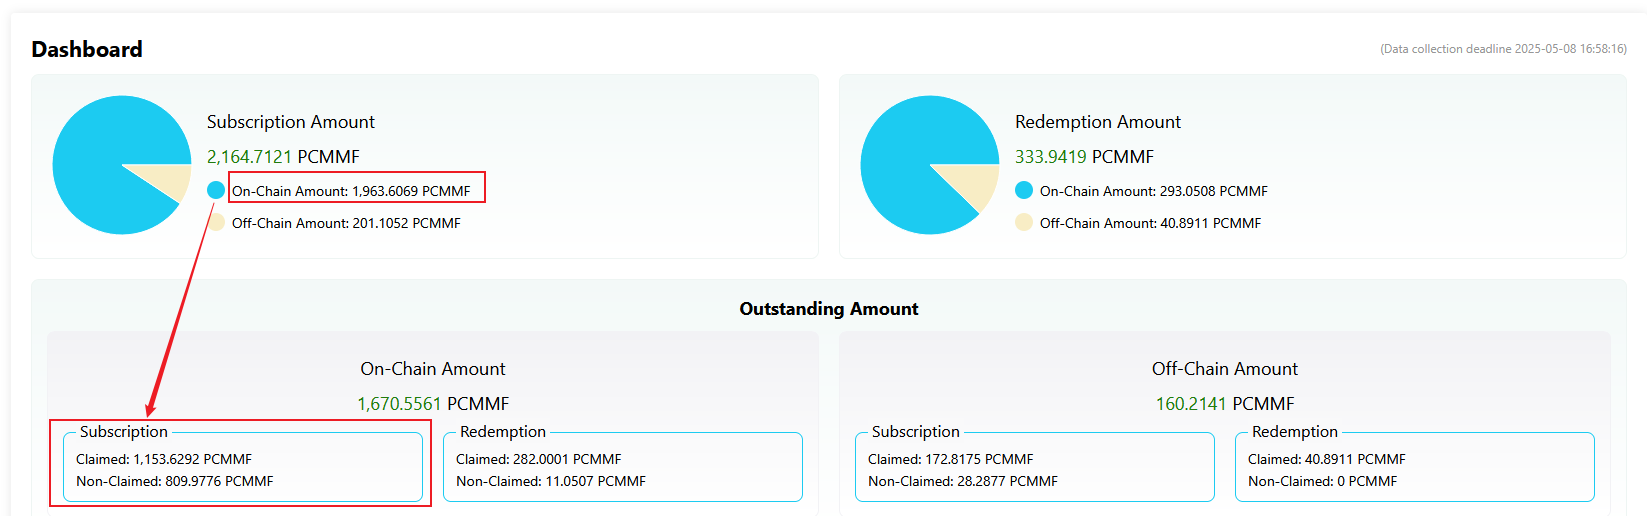 Dashboard
(Data collection deadline 2025-05-08 16:58:16)
Subscription Amount
2,164.7121 PCMMF
On-Chain Amount: 1,963.6069 PCMMF
Off-Chain Amount: 201.1052 PCMMF
Redemption Amount
333.9419 PCMMF
On-Chain Amount: 293.0508 PCMMF
Off-Chain Amount: 40.8911 PCMMF
Outstanding Amount
On-Chain Amount
1,670.5561 PCMMF
Subscription
Claimed: 1,153.6292 PCMMF
Non-Claimed: 809.9776 PCMMF
Redemption
Claimed: 282.0001 PCMMF
Non-Claimed: 11.0507 PCMMF
Off-Chain Amount
160.2141 PCMMF
Subscription
Claimed: 172.8175 PCMMF
Non-Claimed: 28.2877 PCMMF
Redemption
Claimed: 40.8911 PCMMF
Non-Claimed: 0 PCMMF